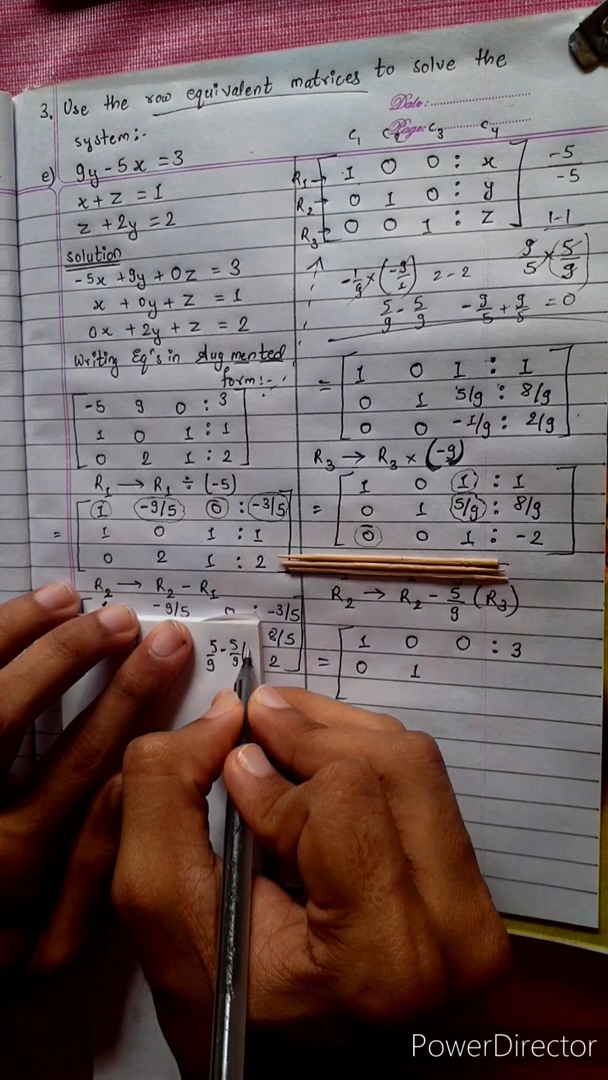 3. Use the row equivalent matrices to solve the
Date:
system:-
Page:
e) 9y - 5x = 3
x + z = 1
z + 2y = 2
solution
-5x + 9y + 0z = 3
x + 0y + z = 1
0x + 2y + z = 2
Writing Eq's in Augmented
form:-
-5 9 0 : 3
1 0 1 : 1
0 2 1 : 2
R1 → R1 ÷ (-5)
1 -9/5 0 : -3/5
= 1 0 1 : 1
0 2 1 : 2
R2 → R2 - R1
-9/5 0 : -3/5
8/5
2
5/9 - 5/
C1 C2 C3 C4
R1→ 1 0 0 : x
R2→ 0 1 0 : y
R3→ 0 0 1 : z
-5/-5
1-1
9/5 × (5/9)
-1/9 × (-9/1) 2-2
5/9 - 5/9 -9/5 + 9/5 = 0
= 1 0 1 : 1
0 1 5/9 : 8/9
0 0 -1/9 : 2/9
R3 → R3 × (-9)
1 0 1 : 1
= 0 1 5/9 : 8/9
0 0 1 : -2
R2 → R2 - 5/9 (R3)
1 0 0 : 3
= 0 1
PowerDirector